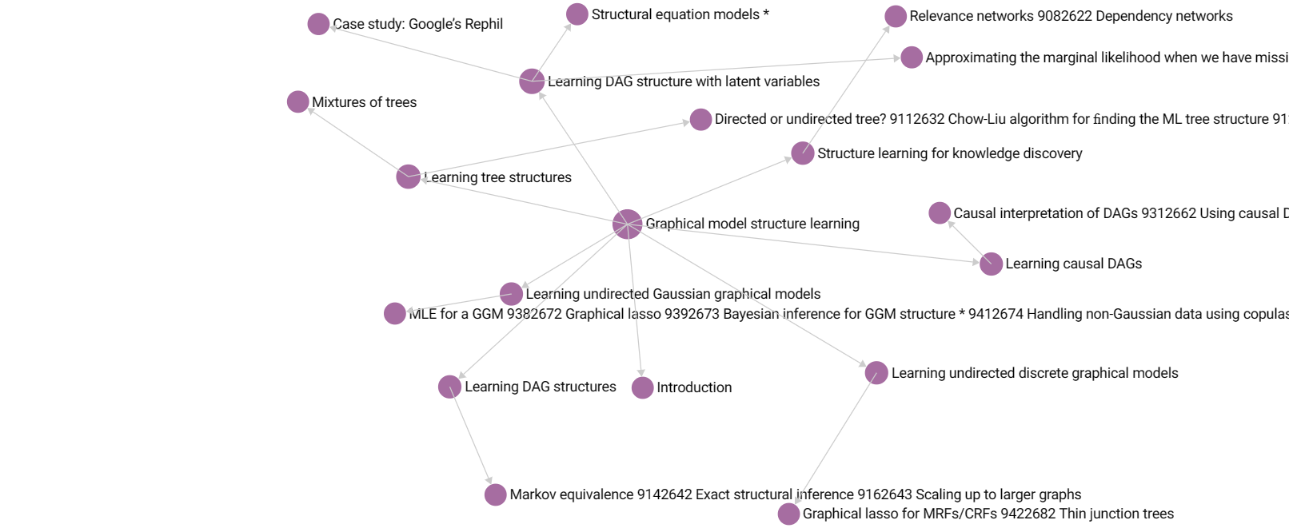 Structural equation models *
Relevance networks 9082622 Dependency networks
Case study: Google's Rephil
Approximating the marginal likelihood when we have missi
Learning DAG structure with latent variables
Mixtures of trees
Directed or undirected tree? 9112632 Chow-Liu algorithm for finding the ML tree structure 912
Structure learning for knowledge discovery
Learning tree structures
Causal interpretation of DAGs 9312662 Using causal D
Graphical model structure learning
Learning causal DAGs
Learning undirected Gaussian graphical models
MLE for a GGM 9382672 Graphical lasso 9392673 Bayesian inference for GGM structure * 9412674 Handling non-Gaussian data using copulas
Learning undirected discrete graphical models
Learning DAG structures
Introduction
Markov equivalence 9142642 Exact structural inference 9162643 Scaling up to larger graphs
Graphical lasso for MRFs/CRFs 9422682 Thin junction trees